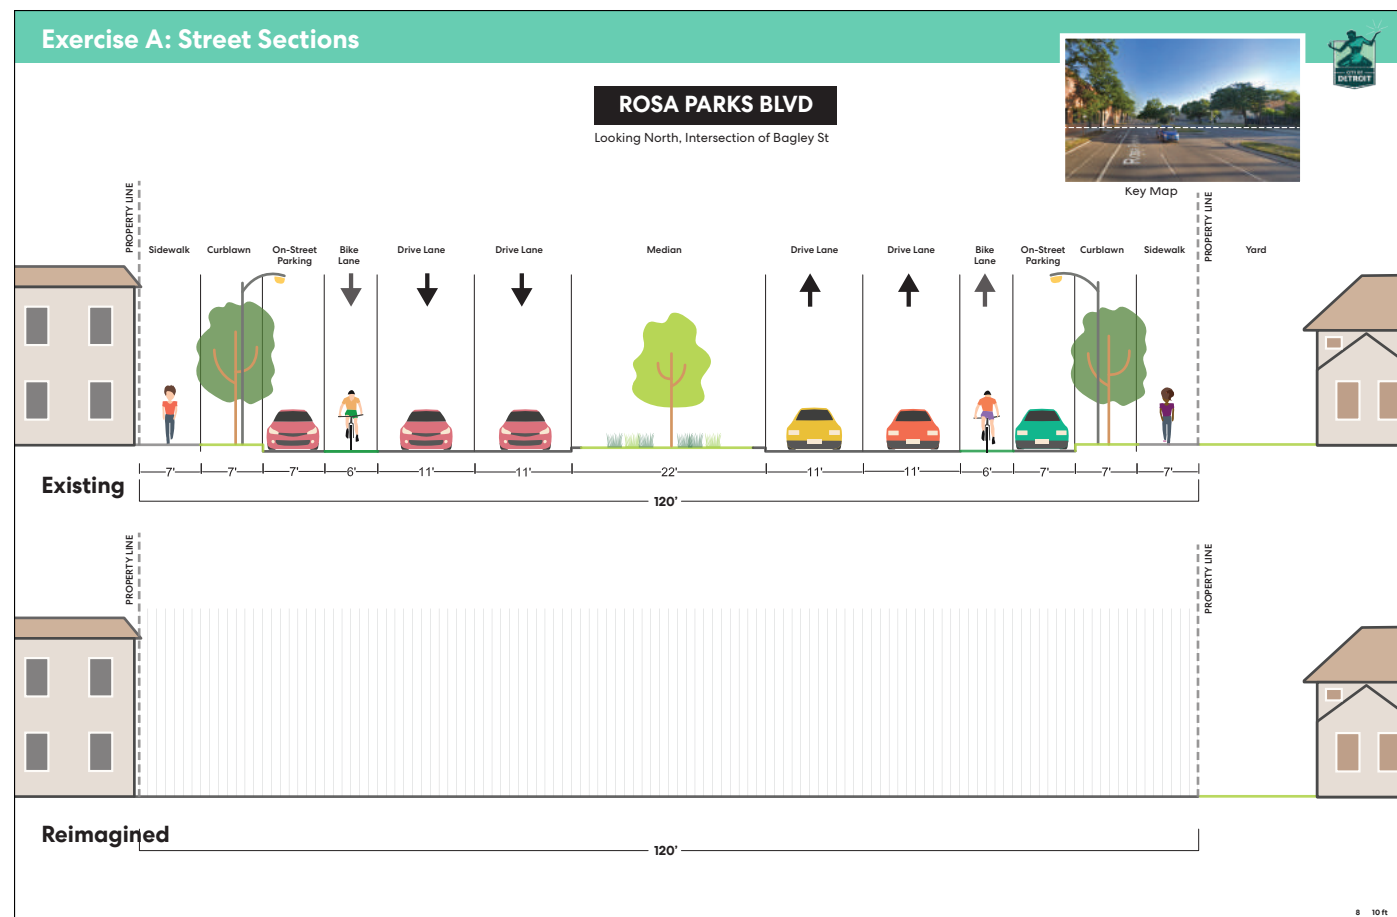 Exercise A: Street Sections
CITY OF
DETROIT
ROSA PARKS BLVD
Looking North, Intersection of Bagley St
Key Map
PROPERTY LINE
PROPERTY LINE
Sidewalk
Curblawn
On-Street
Parking
Bike
Lane
Drive Lane
Drive Lane
Median
Drive Lane
Drive Lane
Bike
Lane
On-Street
Parking
Curblawn
Sidewalk
Yard
7' 7' 7' 6' 11' 11' 22' 11' 11' 6' 7' 7' 7'
Existing
120'
PROPERTY LINE
PROPERTY LINE
Reimagined
120'
8 10 ft